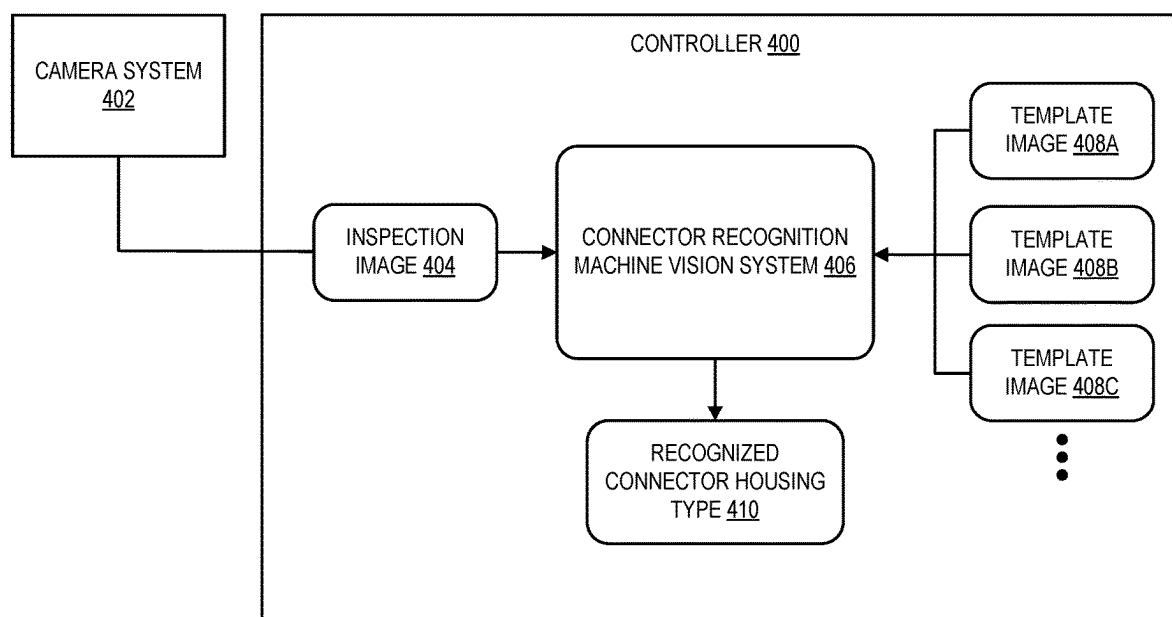 CAMERA SYSTEM
402
CONTROLLER 400
INSPECTION
IMAGE 404
CONNECTOR RECOGNITION
MACHINE VISION SYSTEM 406
TEMPLATE
IMAGE 408A
TEMPLATE
IMAGE 408B
TEMPLATE
IMAGE 408C
RECOGNIZED
CONNECTOR HOUSING
TYPE 410